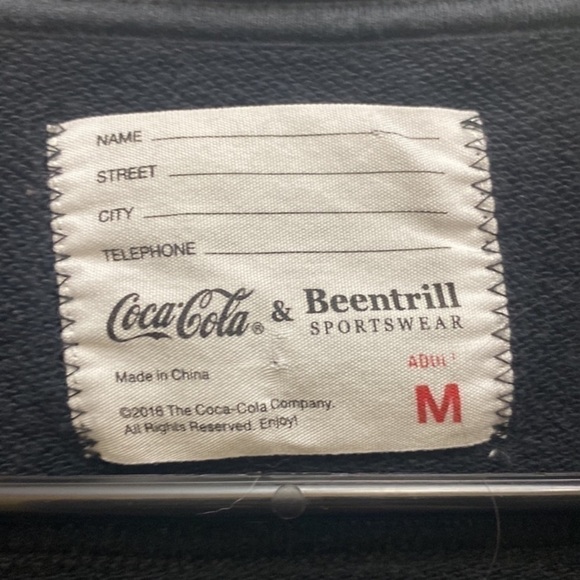 NAME
STREET
CITY
TELEPHONE
Coca-Cola® & Beentrill
SPORTSWEAR
Made in China
ADULT
M
©2016 The Coca-Cola Company.
All Rights Reserved. Enjoy!